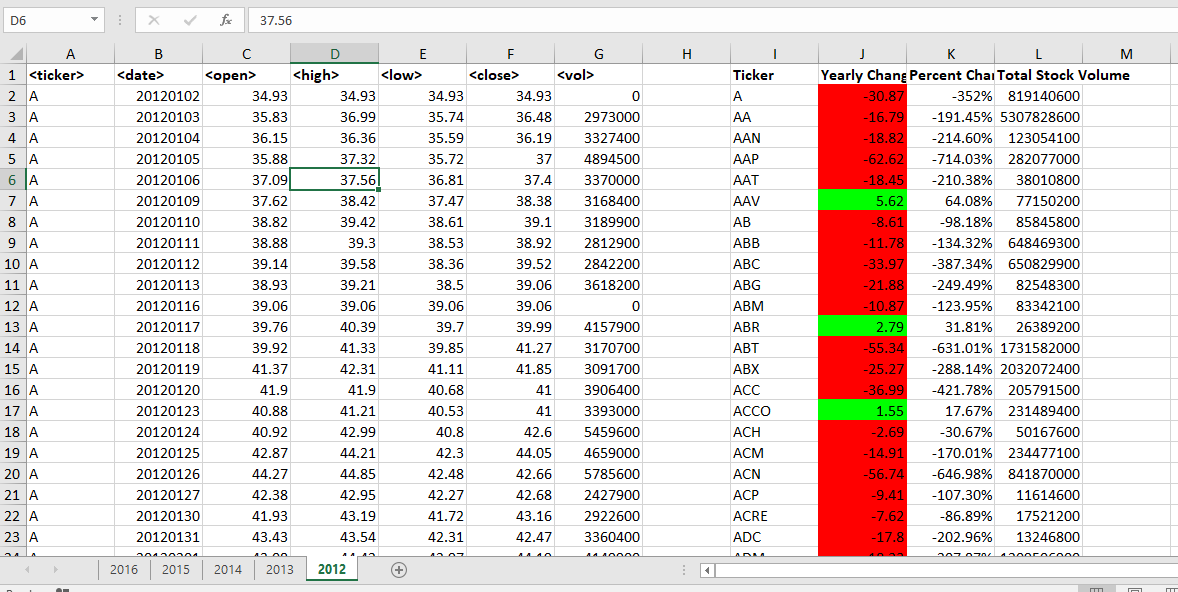 D6 fx 37.56
A B C D E F G H I J K L M
1 <ticker> <date> <open> <high> <low> <close> <vol> Ticker Yearly Chang Percent Char Total Stock Volume
2 A 20120102 34.93 34.93 34.93 34.93 0 A -30.87 -352% 819140600
3 A 20120103 35.83 36.99 35.74 36.48 2973000 AA -16.79 -191.45% 5307828600
4 A 20120104 36.15 36.36 35.59 36.19 3327400 AAN -18.82 -214.60% 123054100
5 A 20120105 35.88 37.32 35.72 37 4894500 AAP -62.62 -714.03% 282077000
6 A 20120106 37.09 37.56 36.81 37.4 3370000 AAT -18.45 -210.38% 38010800
7 A 20120109 37.62 38.42 37.47 38.38 3168400 AAV 5.62 64.08% 77150200
8 A 20120110 38.82 39.42 38.61 39.1 3189900 AB -8.61 -98.18% 85845800
9 A 20120111 38.88 39.3 38.53 38.92 2812900 ABB -11.78 -134.32% 648469300
10 A 20120112 39.14 39.58 38.36 39.52 2842200 ABC -33.97 -387.34% 650829900
11 A 20120113 38.93 39.21 38.5 39.06 3618200 ABG -21.88 -249.49% 82548300
12 A 20120116 39.06 39.06 39.06 39.06 0 ABM -10.87 -123.95% 83342100
13 A 20120117 39.76 40.39 39.7 39.99 4157900 ABR 2.79 31.81% 26389200
14 A 20120118 39.92 41.33 39.85 41.27 3170700 ABT -55.34 -631.01% 1731582000
15 A 20120119 41.37 42.31 41.11 41.85 3091700 ABX -25.27 -288.14% 2032072400
16 A 20120120 41.9 41.9 40.68 41 3906400 ACC -36.99 -421.78% 205791500
17 A 20120123 40.88 41.21 40.53 41 3393000 ACCO 1.55 17.67% 231489400
18 A 20120124 40.92 42.99 40.8 42.6 5459600 ACH -2.69 -30.67% 50167600
19 A 20120125 42.87 44.21 42.3 44.05 4659000 ACM -14.91 -170.01% 234477100
20 A 20120126 44.27 44.85 42.48 42.66 5785600 ACN -56.74 -646.98% 841870000
21 A 20120127 42.38 42.95 42.27 42.68 2427900 ACP -9.41 -107.30% 11614600
22 A 20120130 41.93 43.19 41.72 43.16 2922600 ACRE -7.62 -86.89% 17521200
23 A 20120131 43.43 43.54 42.31 42.47 3360400 ADC -17.8 -202.96% 13246800
2016 2015 2014 2013 2012